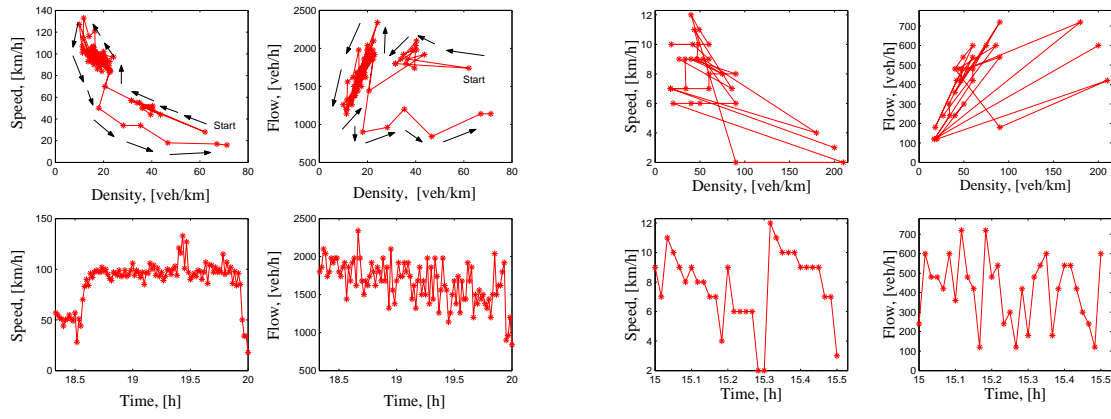 140
120
100
80
60
40
20
0
0 20 40 60 80
Speed, [km/h]
Density, [veh/km]
Start
2500
2000
1500
1000
500
0 20 40 60 80
Flow, [veh/h]
Density, [veh/km]
Start
12
10
8
6
4
2
0 50 100 150 200
Speed, [km/h]
Density, [veh/km]
700
600
500
400
300
200
100
0
0 50 100 150 200
Flow, [veh/h]
Density, [veh/km]
150
100
50
0
18.5 19 19.5 20
Speed, [km/h]
Time, [h]
2500
2000
1500
1000
500
18.5 19 19.5 20
Flow, [veh/h]
Time, [h]
12
10
8
6
4
2
15 15.1 15.2 15.3 15.4 15.5
Speed, [km/h]
Time, [h]
700
600
500
400
300
200
100
0
15 15.1 15.2 15.3 15.4 15.5
Flow, [veh/h]
Time, [h]